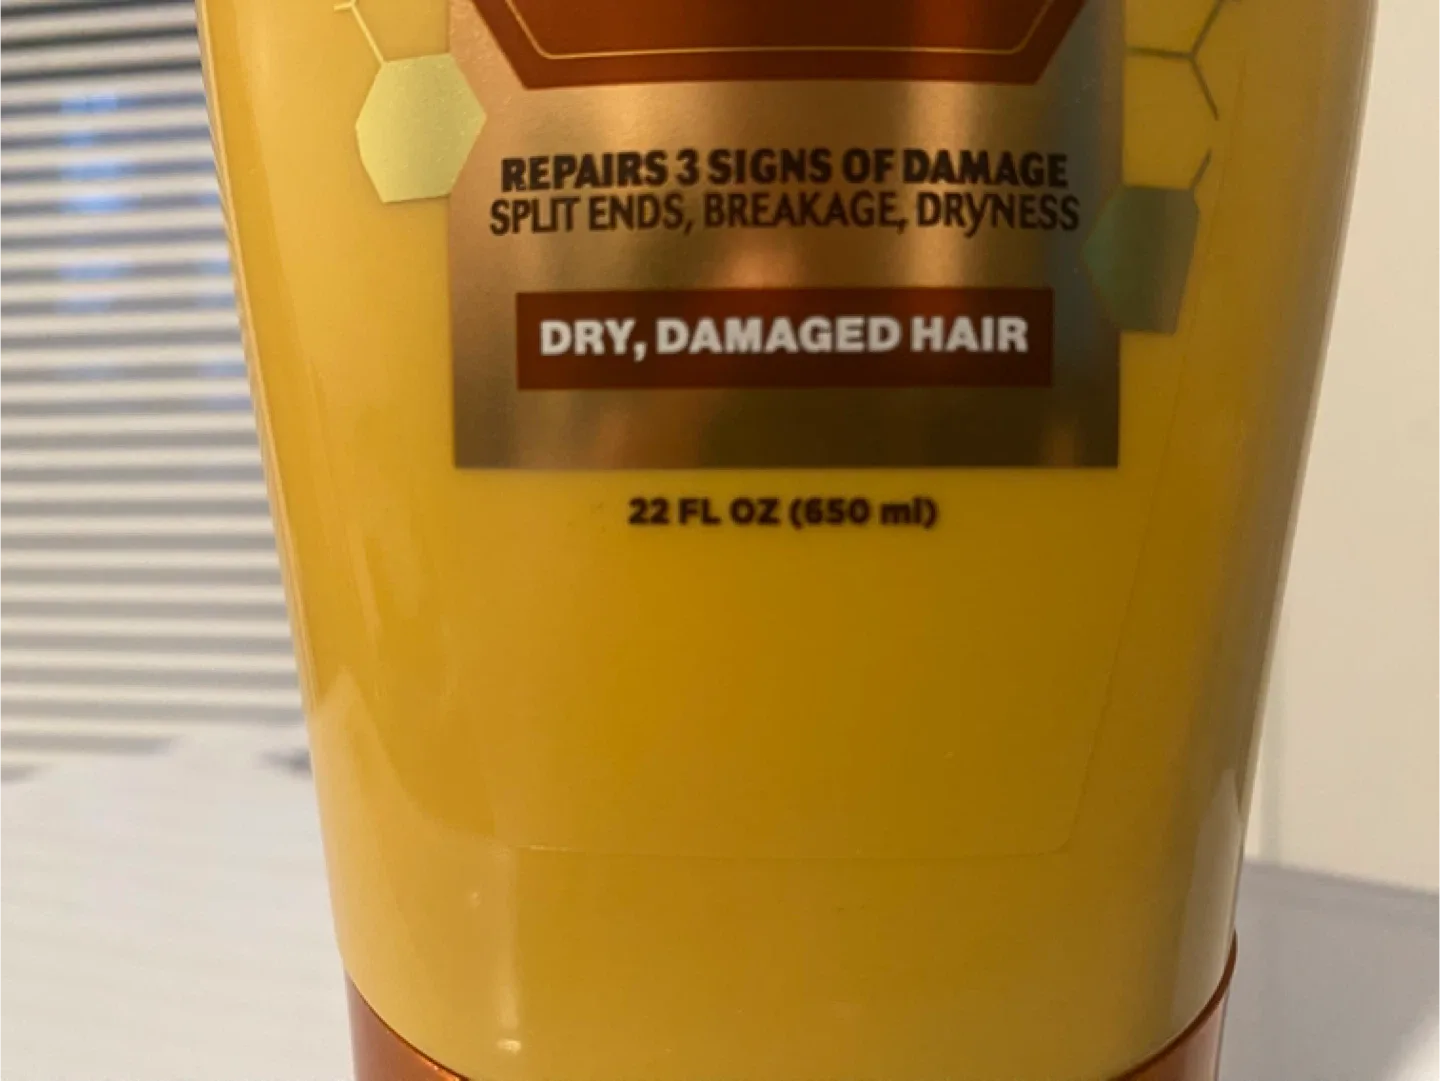 REPAIRS 3 SIGNS OF DAMAGE
SPLIT ENDS, BREAKAGE, DRyNESS
DRY, DAMAGED HAIR
22 FL OZ (650 ml)